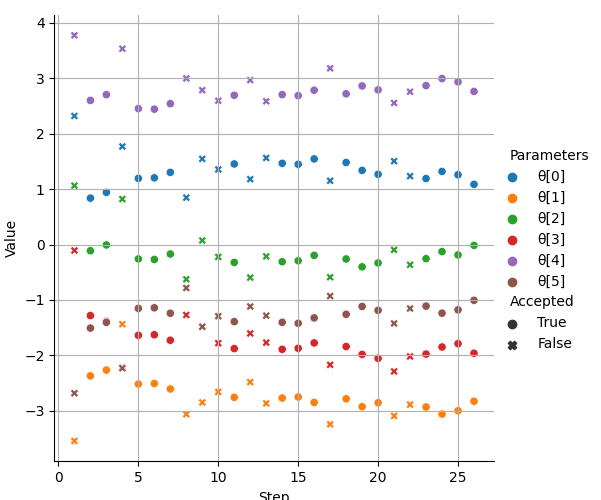 4
3
2
1
0
−1
−2
−3
Value
0 5 10 15 20 25
Step
Parameters
θ[0]
θ[1]
θ[2]
θ[3]
θ[4]
θ[5]
Accepted
True
False